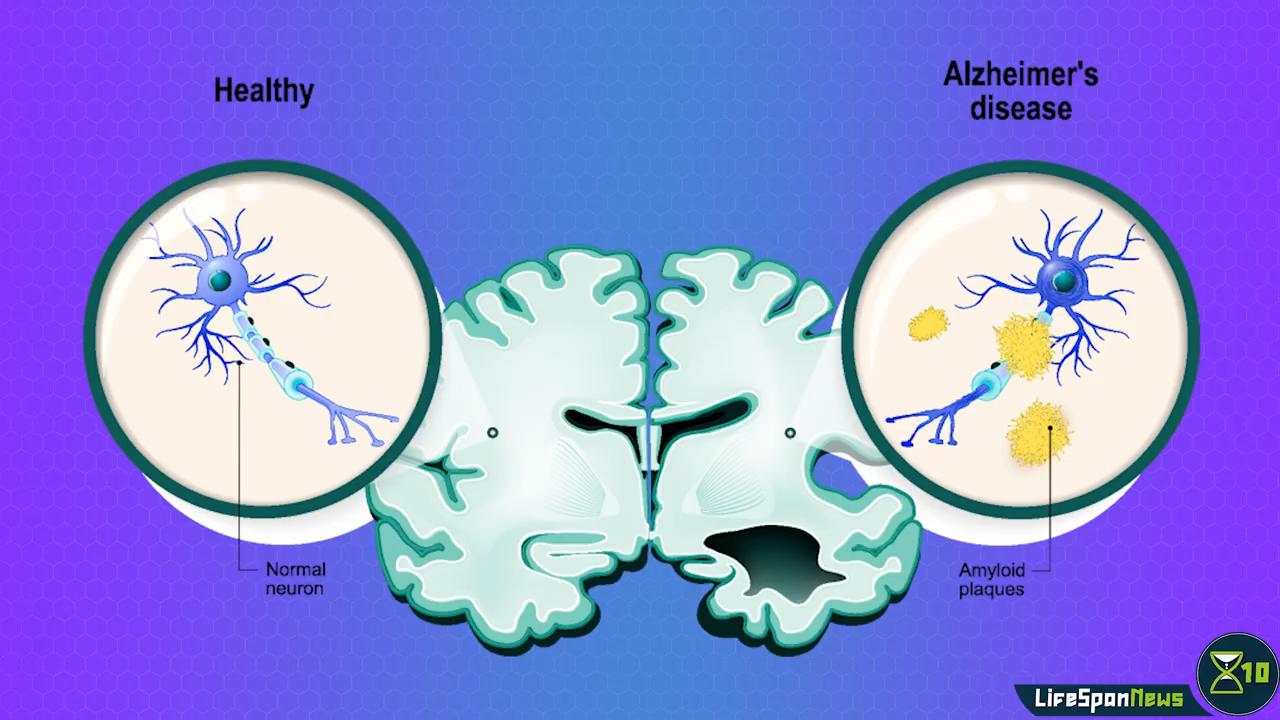 Healthy
Alzheimer's
disease
Normal
neuron
Amyloid
plaques
LifeSpanNews
10